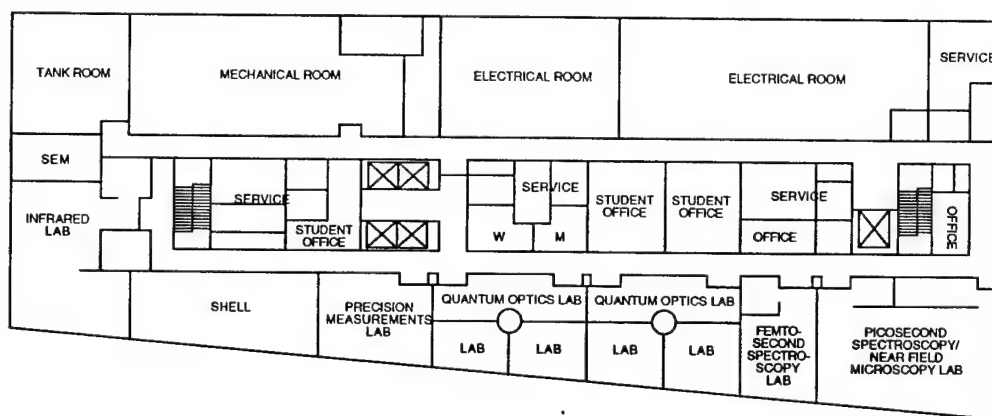 TANK ROOM
MECHANICAL ROOM
ELECTRICAL ROOM
ELECTRICAL ROOM
SERVICE
SEM
INFRARED
LAB
SERVICE
STUDENT
OFFICE
SERVICE
W
M
STUDENT
OFFICE
STUDENT
OFFICE
SERVICE
OFFICE
OFFICE
SHELL
PRECISION
MEASUREMENTS
LAB
QUANTUM OPTICS LAB
LAB
LAB
QUANTUM OPTICS LAB
LAB
LAB
FEMTO-
SECOND
SPECTRO-
SCOPY
LAB
PICOSECOND
SPECTROSCOPY/
NEAR FIELD
MICROSCOPY LAB